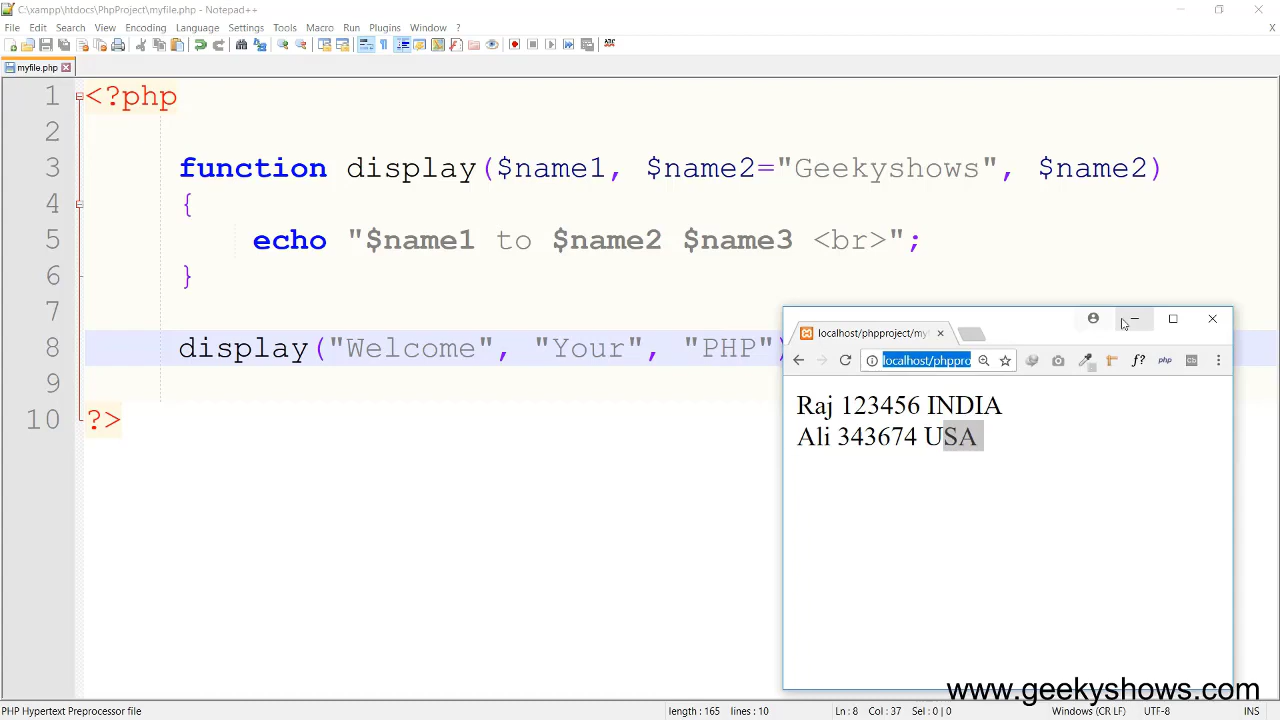 C:\xampp\htdocs\PhpProject\myfile.php - Notepad++
File Edit Search View Encoding Language Settings Tools Macro Run Plugins Window ? X
ABC
myfile.php
1 <?php
2
3 function display($name1, $name2="Geekyshows", $name2)
4 {
5 echo "$name1 to $name2 $name3 <br>";
6 }
7
8 display("Welcome", "Your", "PHP")
9
10 ?>
localhost/phpproject/my
localhost/phppro
f? php Cb
Raj 123456 INDIA
Ali 343674 USA
www.geekyshows.com
PHP Hypertext Preprocessor file length : 165 lines : 10 Ln : 8 Col : 37 Sel : 0 | 0 Windows (CR LF) UTF-8 INS